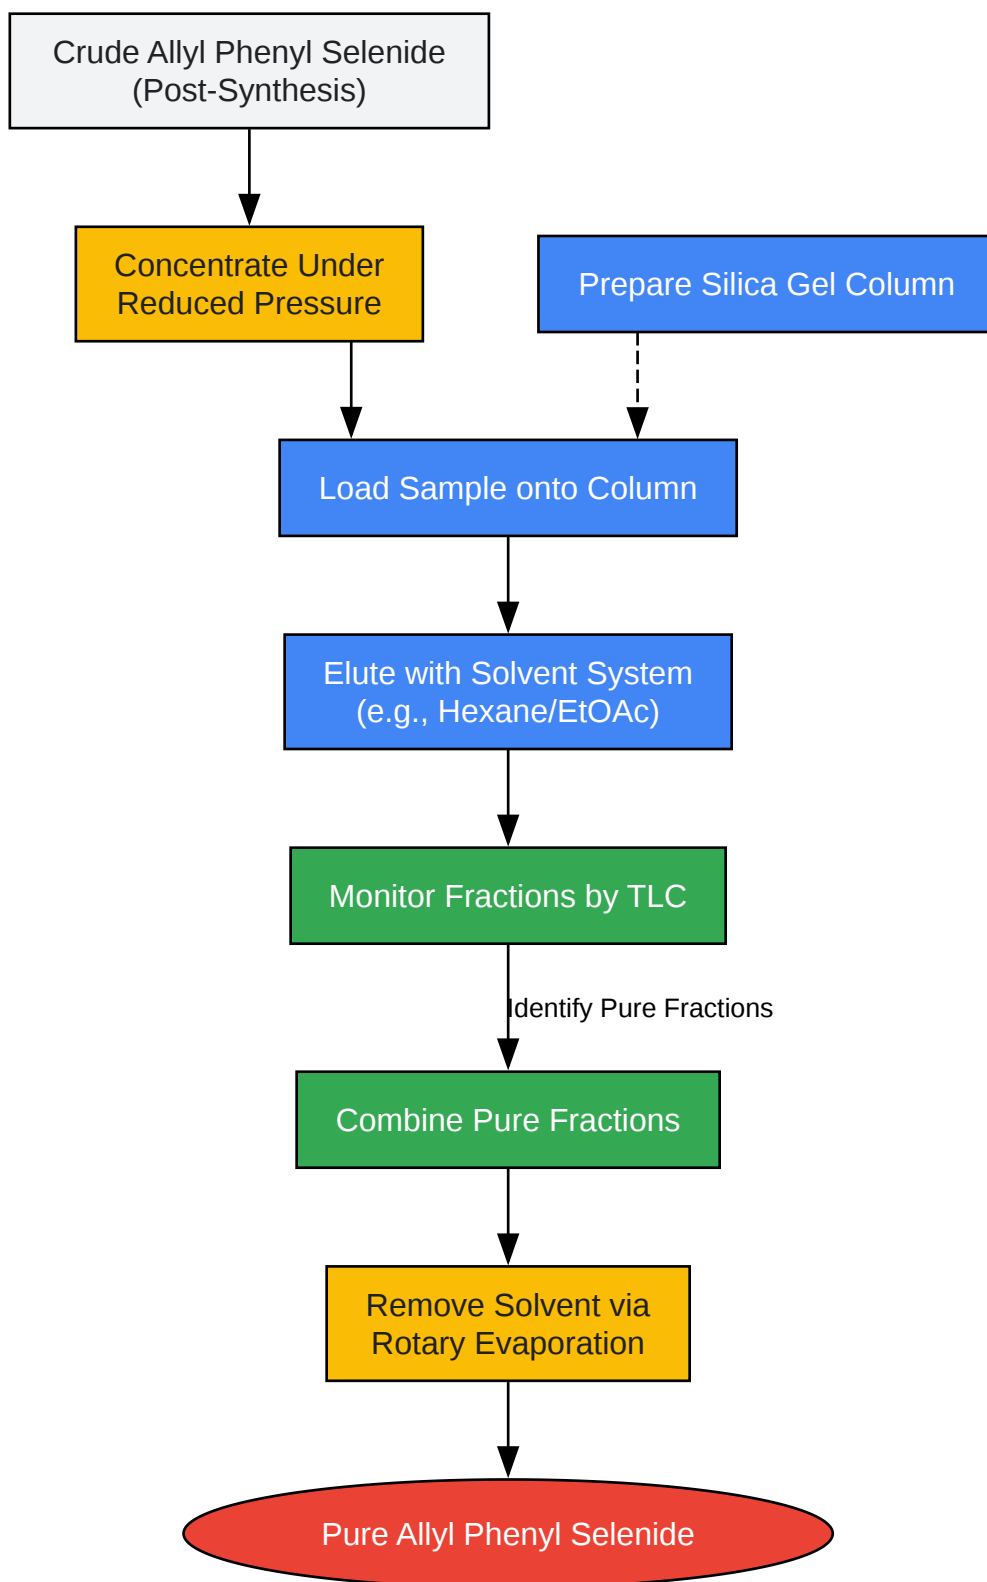 Crude Allyl Phenyl Selenide
(Post-Synthesis)
Concentrate Under
Reduced Pressure
Prepare Silica Gel Column
Load Sample onto Column
Elute with Solvent System
(e.g., Hexane/EtOAc)
Monitor Fractions by TLC
Identify Pure Fractions
Combine Pure Fractions
Remove Solvent via
Rotary Evaporation
Pure Allyl Phenyl Selenide